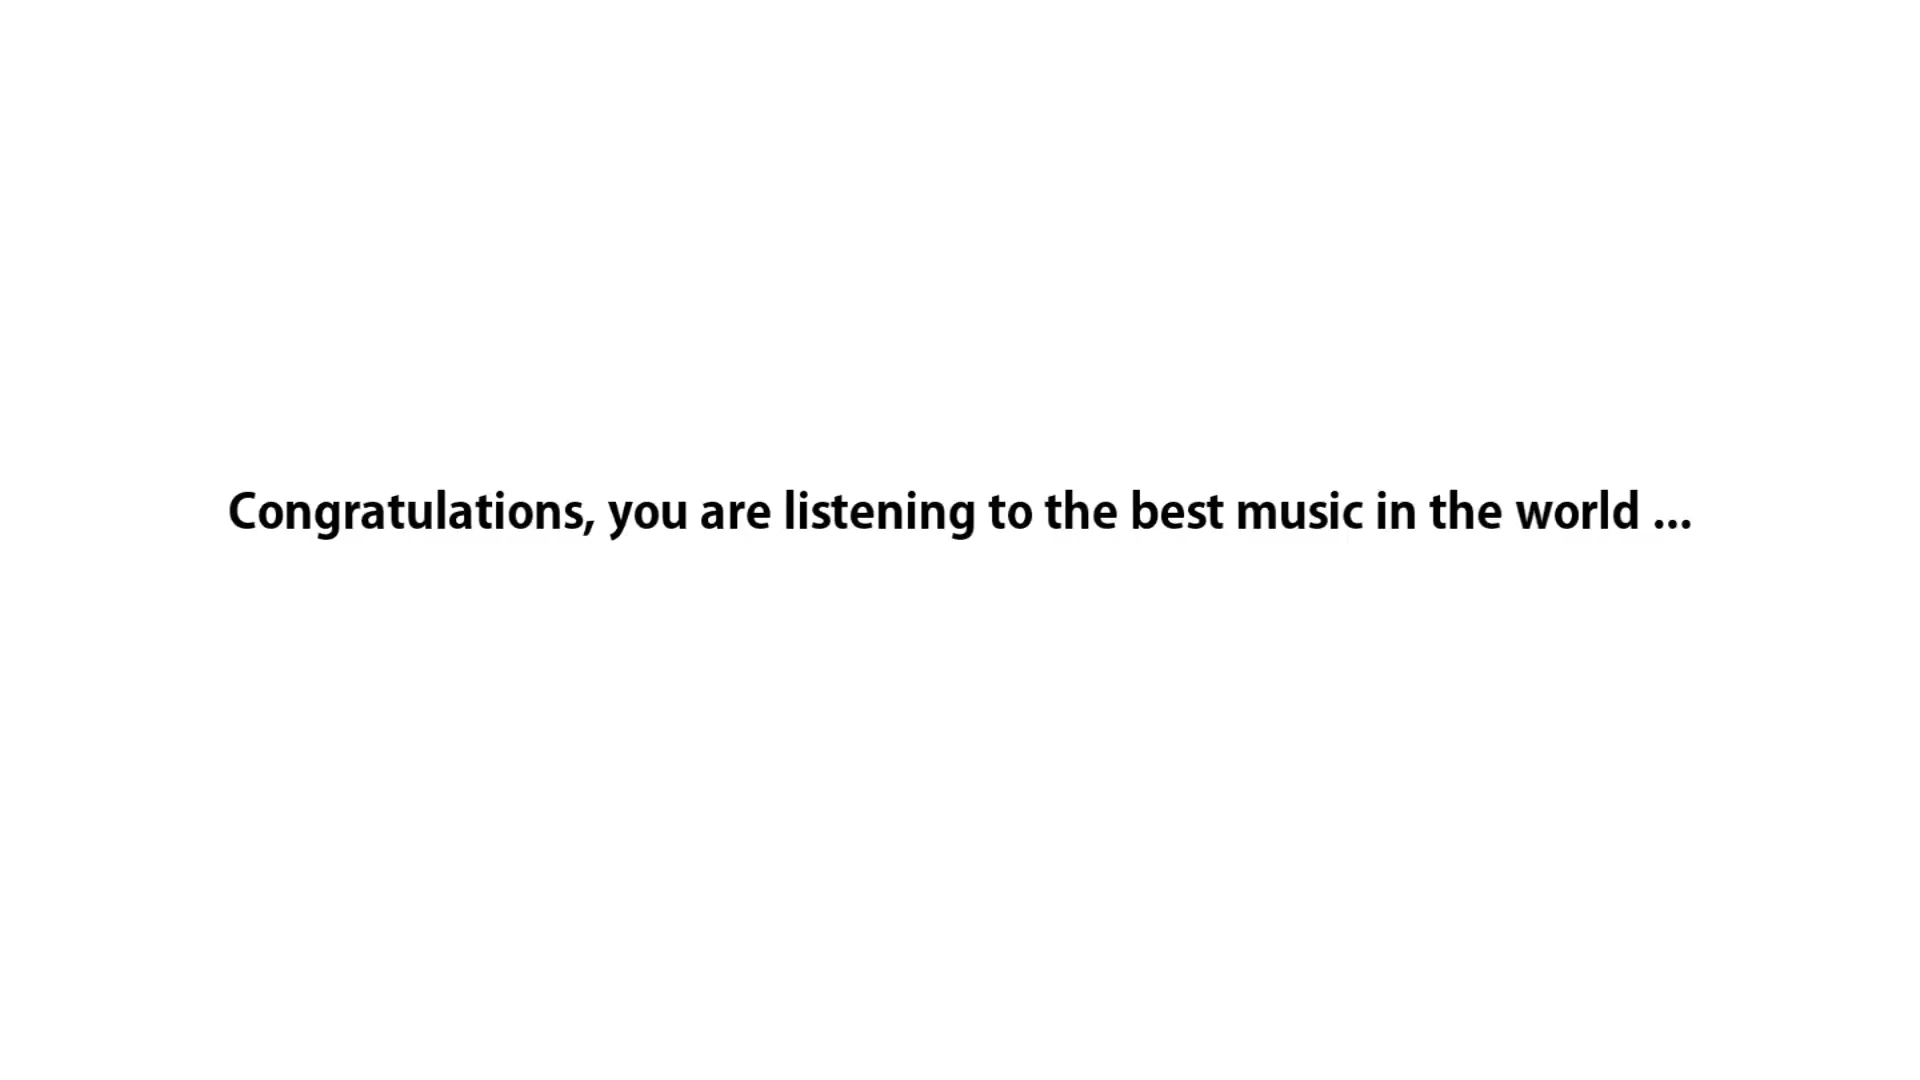 Congratulations, you are listening to the best music in the world ...